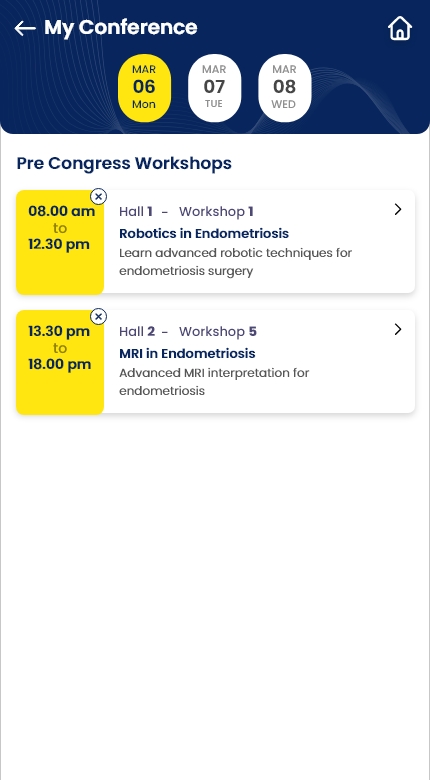 My Conference
MAR
06
Mon
MAR
07
TUE
MAR
08
WED
Pre Congress Workshops
08.00 am
to
12.30 pm
Hall 1 - Workshop 1
Robotics in Endometriosis
Learn advanced robotic techniques for
endometriosis surgery
13.30 pm
to
18.00 pm
Hall 2 - Workshop 5
MRI in Endometriosis
Advanced MRI interpretation for
endometriosis